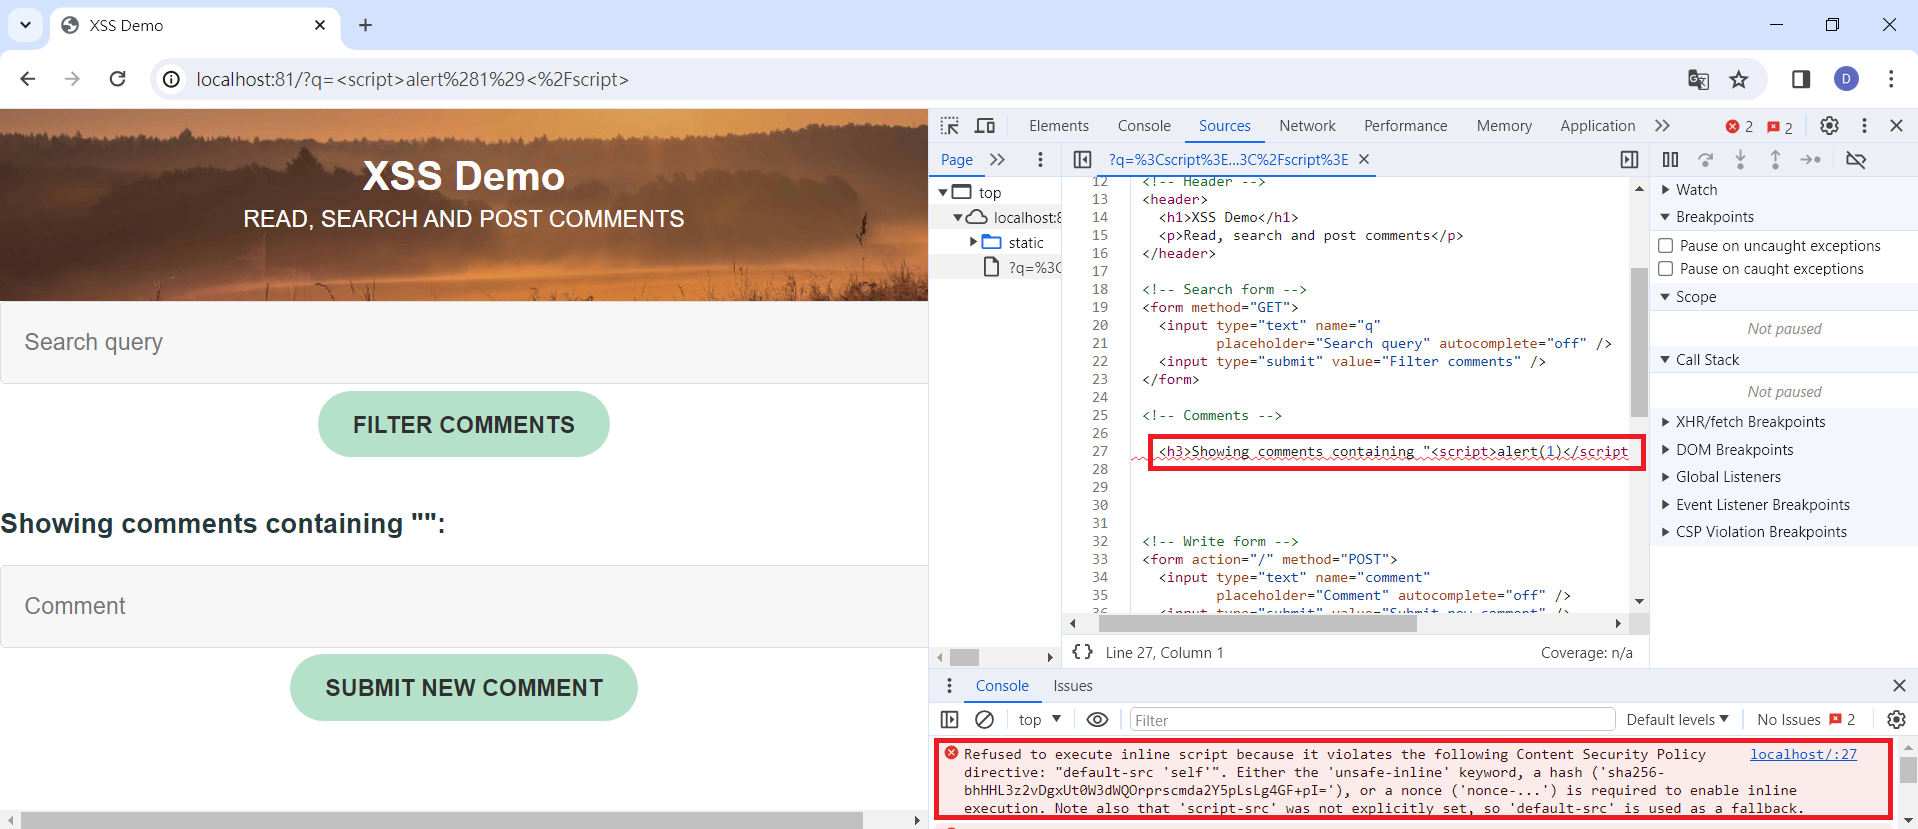 XSS Demo
localhost:81/?q=<script>alert%281%29<%2Fscript>
D
XSS Demo
READ, SEARCH AND POST COMMENTS
Search query
FILTER COMMENTS
Showing comments containing "":
Comment
SUBMIT NEW COMMENT
Elements Console Sources Network Performance Memory Application
2 2
Page
?q=%3Cscript%3E...3C%2Fscript%3E
top
localhost:8
static
?q=%3C
12 <!-- Header -->
13 <header>
14 <h1>XSS Demo</h1>
15 <p>Read, search and post comments</p>
16 </header>
17
18 <!-- Search form -->
19 <form method="GET">
20 <input type="text" name="q"
21 placeholder="Search query" autocomplete="off" />
22 <input type="submit" value="Filter comments" />
23 </form>
24
25 <!-- Comments -->
26
27 <h3>Showing comments containing "<script>alert(1)</script
28
29
30
31
32 <!-- Write form -->
33 <form action="/" method="POST">
34 <input type="text" name="comment"
35 placeholder="Comment" autocomplete="off" />
36 <input type="submit" value="Submit new comment" />
{} Line 27, Column 1
Coverage: n/a
Watch
Breakpoints
Pause on uncaught exceptions
Pause on caught exceptions
Scope
Not paused
Call Stack
Not paused
XHR/fetch Breakpoints
DOM Breakpoints
Global Listeners
Event Listener Breakpoints
CSP Violation Breakpoints
Console Issues
top
Filter
Default levels
No Issues 2
Refused to execute inline script because it violates the following Content Security Policy localhost/:27
directive: "default-src 'self'". Either the 'unsafe-inline' keyword, a hash ('sha256-
bhHHL3z2vDgxUt0W3dWQOrprscmda2Y5pLsLg4GF+pI='), or a nonce ('nonce-...') is required to enable inline
execution. Note also that 'script-src' was not explicitly set, so 'default-src' is used as a fallback.